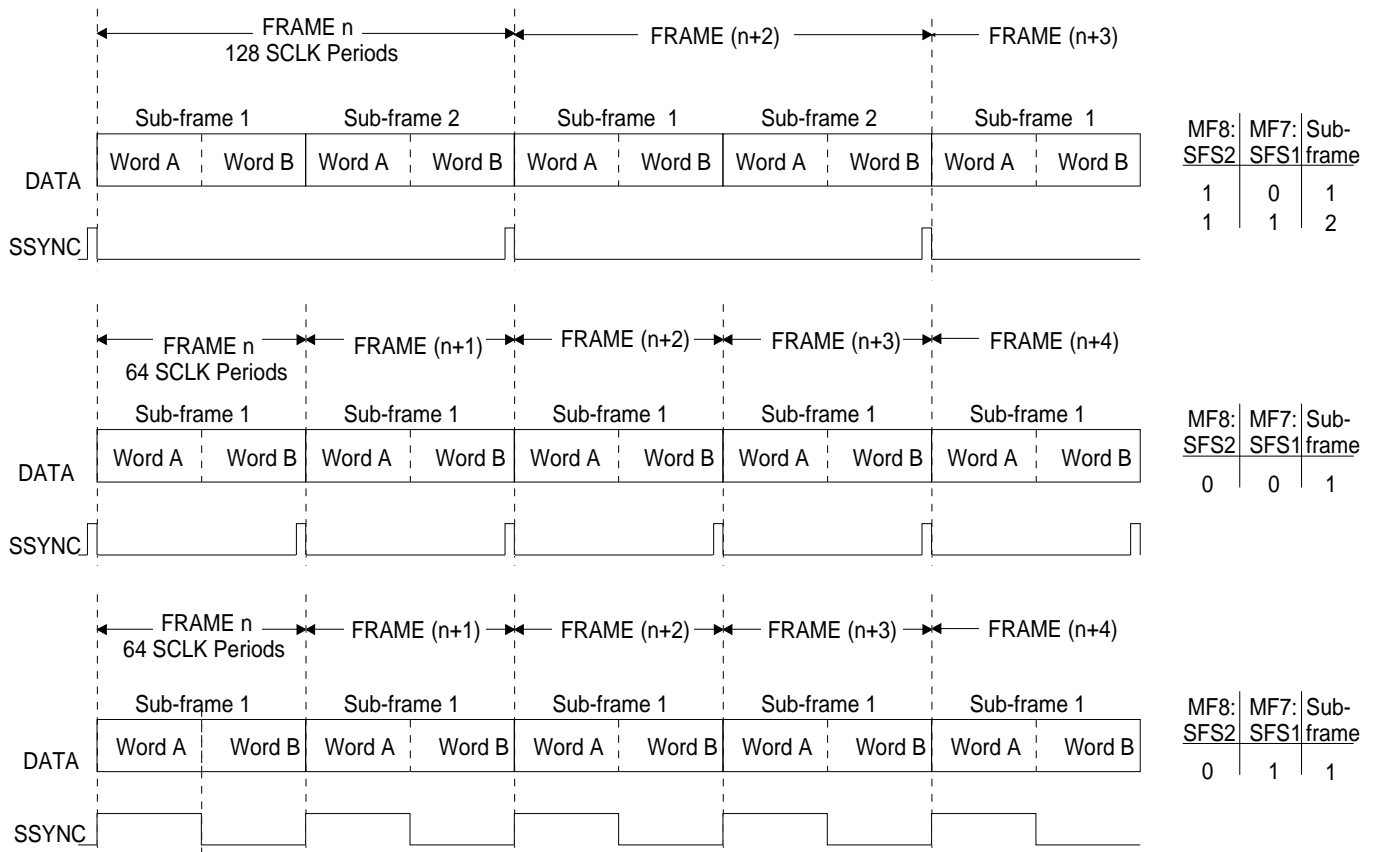 FRAME n
128 SCLK Periods
FRAME (n+2)
FRAME (n+3)
Sub-frame 1
Sub-frame 2
Sub-frame 1
Sub-frame 2
Sub-frame 1
DATA
Word A
Word B
Word A
Word B
Word A
Word B
Word A
Word B
Word A
Word B
SSYNC
MF8: MF7: Sub-
SFS2 SFS1 frame
1 0 1
1 1 2
FRAME n
64 SCLK Periods
FRAME (n+1)
FRAME (n+2)
FRAME (n+3)
FRAME (n+4)
Sub-frame 1
Sub-frame 1
Sub-frame 1
Sub-frame 1
Sub-frame 1
DATA
Word A
Word B
Word A
Word B
Word A
Word B
Word A
Word B
Word A
Word B
SSYNC
MF8: MF7: Sub-
SFS2 SFS1 frame
0 0 1
FRAME n
64 SCLK Periods
FRAME (n+1)
FRAME (n+2)
FRAME (n+3)
FRAME (n+4)
Sub-frame 1
Sub-frame 1
Sub-frame 1
Sub-frame 1
Sub-frame 1
DATA
Word A
Word B
Word A
Word B
Word A
Word B
Word A
Word B
Word A
Word B
SSYNC
MF8: MF7: Sub-
SFS2 SFS1 frame
0 1 1